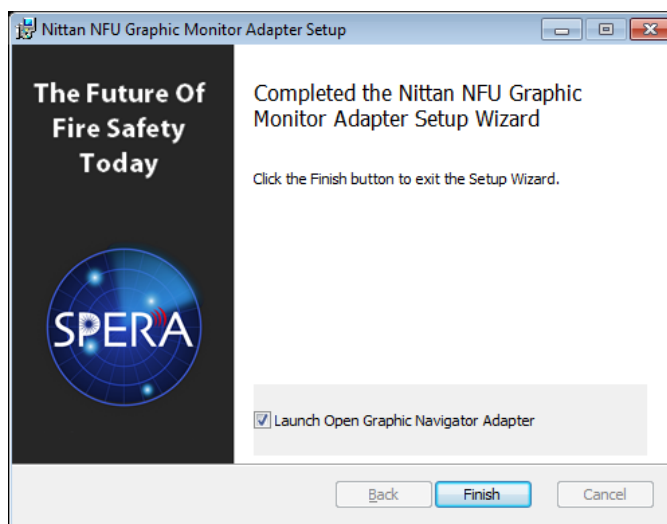 Nittan NFU Graphic Monitor Adapter Setup
The Future Of
Fire Safety
Today
SPERA
Completed the Nittan NFU Graphic
Monitor Adapter Setup Wizard
Click the Finish button to exit the Setup Wizard.
Launch Open Graphic Navigator Adapter
Back
Finish
Cancel